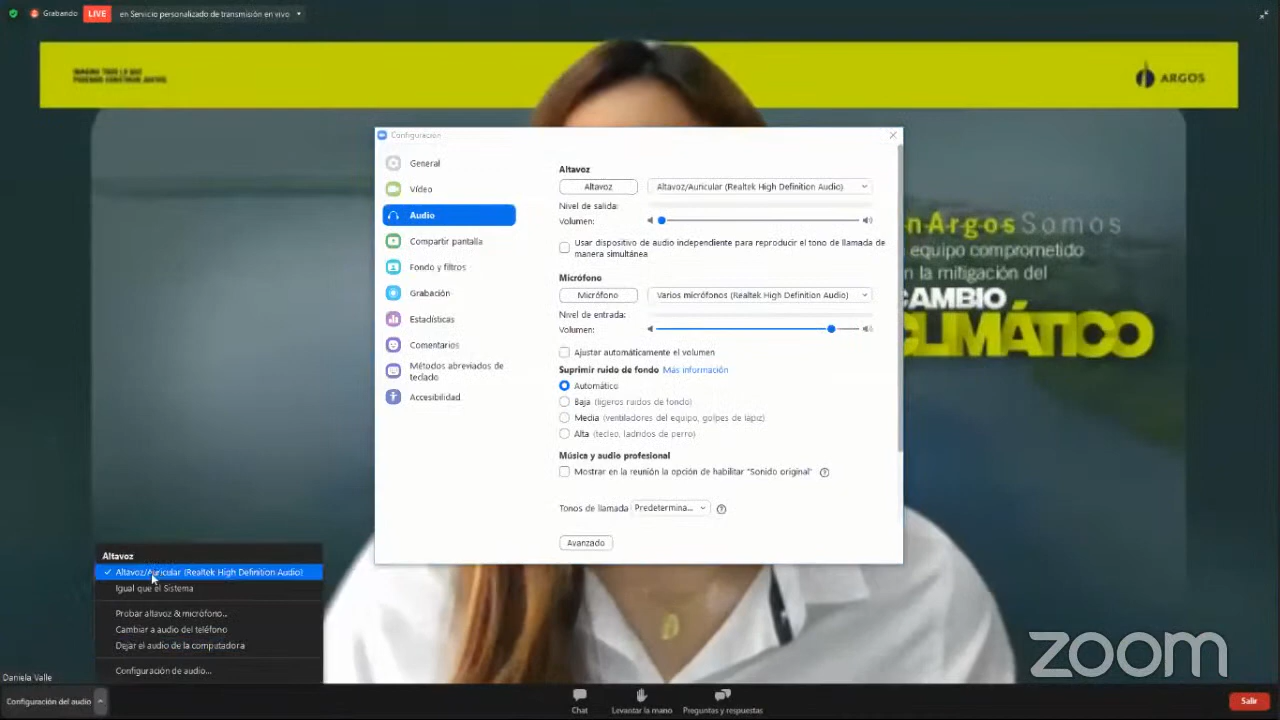 Grabando
LIVE
en Servicio personalizado de transmisión en vivo
IMAGINA TODO LO QUE
PODEMOS CONSTRUIR JUNTOS
ARGOS
Configuración
General
Vídeo
Audio
Compartir pantalla
Fondo y filtros
Grabación
Estadísticas
Comentarios
Métodos abreviados de
teclado
Accesibilidad
Altavoz
Altavoz
Altavoz/Auricular (Realtek High Definition Audio)
Nivel de salida:
Volumen:
Usar dispositivo de audio independiente para reproducir el tono de llamada de
manera simultánea
Micrófono
Micrófono
Varios micrófonos (Realtek High Definition Audio)
Nivel de entrada:
Volumen:
Ajustar automáticamente el volumen
Suprimir ruido de fondo Más información
Automático
Baja (ligeros ruidos de fondo)
Media (ventiladores del equipo, golpes de lápiz)
Alta (tecleo, ladridos de perro)
Música y audio profesional
Mostrar en la reunión la opción de habilitar "Sonido original"
Tonos de llamada Predetermina...
Avanzado
nArgosSomos
equipo comprometido
n la mitigación del
CAMBIO
CLIMÁTICO
Altavoz
Altavoz/Auricular (Realtek High Definition Audio)
Igual que el Sistema
Probar altavoz & micrófono...
Cambiar a audio del teléfono
Dejar el audio de la computadora
Configuración de audio...
zoom
Daniela Valle
Configuración del audio
Chat
Levantar la mano
Preguntas y respuestas
Salir